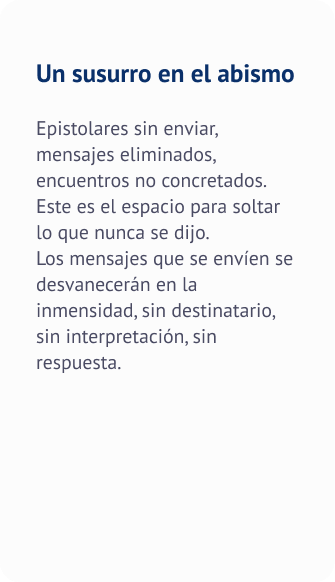 Un susurro en el abismo
Epistolares sin enviar,
mensajes eliminados,
encuentros no concretados.
Este es el espacio para soltar
lo que nunca se dijo.
Los mensajes que se envíen se
desvanecerán en la
inmensidad, sin destinatario,
sin interpretación, sin
respuesta.